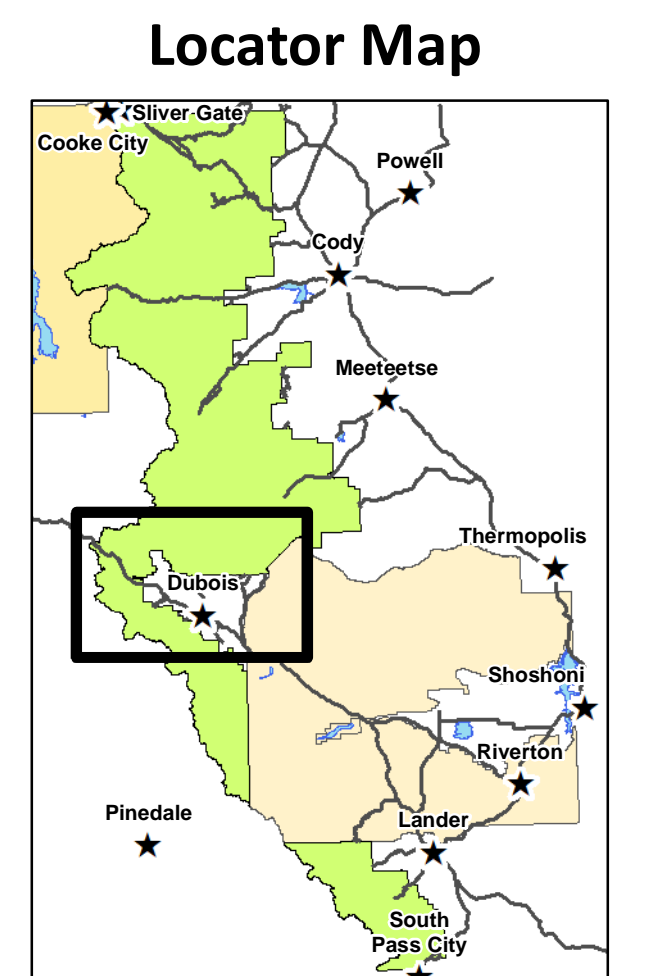 Locator Map
Sliver Gate
Cooke City
Powell
Cody
Meeteetse
Thermopolis
Dubois
Shoshoni
Riverton
Pinedale
Lander
South
Pass City